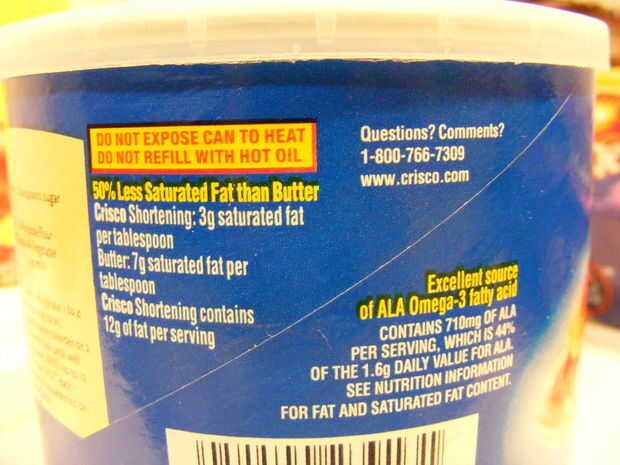 DO NOT EXPOSE CAN TO HEAT
DO NOT REFILL WITH HOT OIL
50% Less Saturated Fat than Butter
Crisco Shortening: 3g saturated fat
per tablespoon
Butter: 7g saturated fat per
tablespoon
Crisco Shortening contains
12g of fat per serving
Questions? Comments?
1-800-766-7309
www.crisco.com
Excellent source
of ALA Omega-3 fatty acid
CONTAINS 710mg OF ALA
PER SERVING, WHICH IS 44%
OF THE 1.6g DAILY VALUE FOR ALA.
SEE NUTRITION INFORMATION
FOR FAT AND SATURATED FAT CONTENT.
sugar